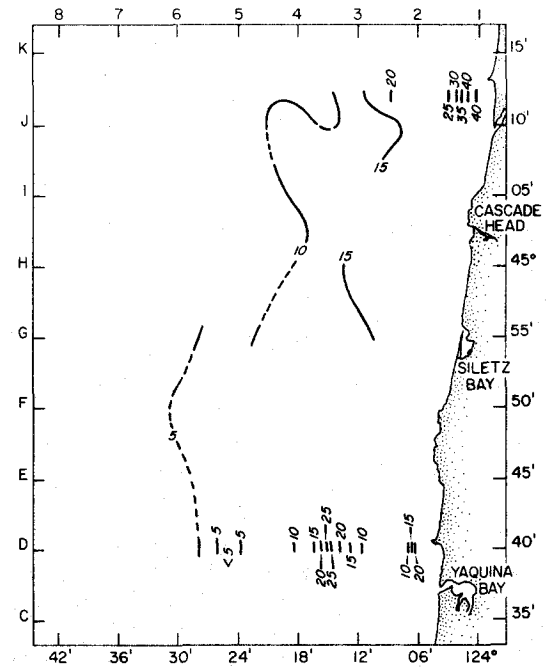 8 7 6 5 4 3 2 1
K
15'
20
25 30 35 40 40
J
10'
15
I
05'
CASCADE
HEAD
10
15
H
45°
G
55'
SILETZ
BAY
F
50'
5
E
45'
5 <5 5 10 15 20 25 25 20 15 10 10 15 20
D
40'
YAQUINA
BAY
C
35'
42' 36' 30' 24' 18' 12' 06' 124°